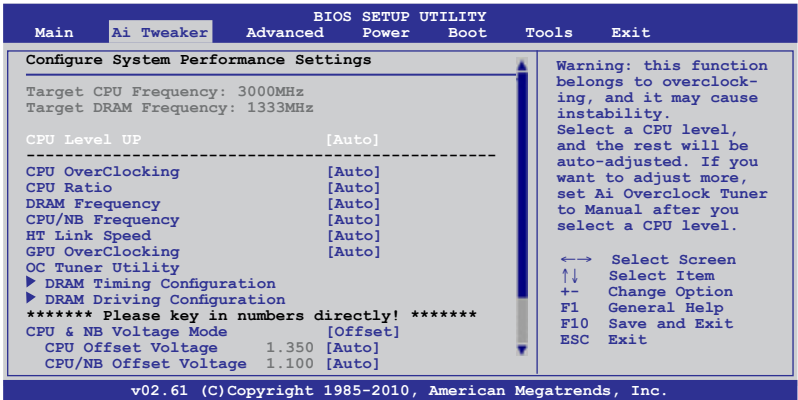 BIOS SETUP UTILITY
Main Ai Tweaker Advanced Power Boot Tools Exit
Configure System Performance Settings
Target CPU Frequency: 3000MHz
Target DRAM Frequency: 1333MHz
CPU Level UP [Auto]
------------------------------------------------
CPU OverClocking [Auto]
CPU Ratio [Auto]
DRAM Frequency [Auto]
CPU/NB Frequency [Auto]
HT Link Speed [Auto]
GPU OverClocking [Auto]
OC Tuner Utility
DRAM Timing Configuration
DRAM Driving Configuration
******* Please key in numbers directly! *******
CPU & NB Voltage Mode [Offset]
CPU Offset Voltage 1.350 [Auto]
CPU/NB Offset Voltage 1.100 [Auto]
Warning: this function
belongs to overclock-
ing, and it may cause
instability.
Select a CPU level,
and the rest will be
auto-adjusted. If you
want to adjust more,
set Ai Overclock Tuner
to Manual after you
select a CPU level.
←→ Select Screen
↑↓ Select Item
+- Change Option
F1 General Help
F10 Save and Exit
ESC Exit
v02.61 (C)Copyright 1985-2010, American Megatrends, Inc.